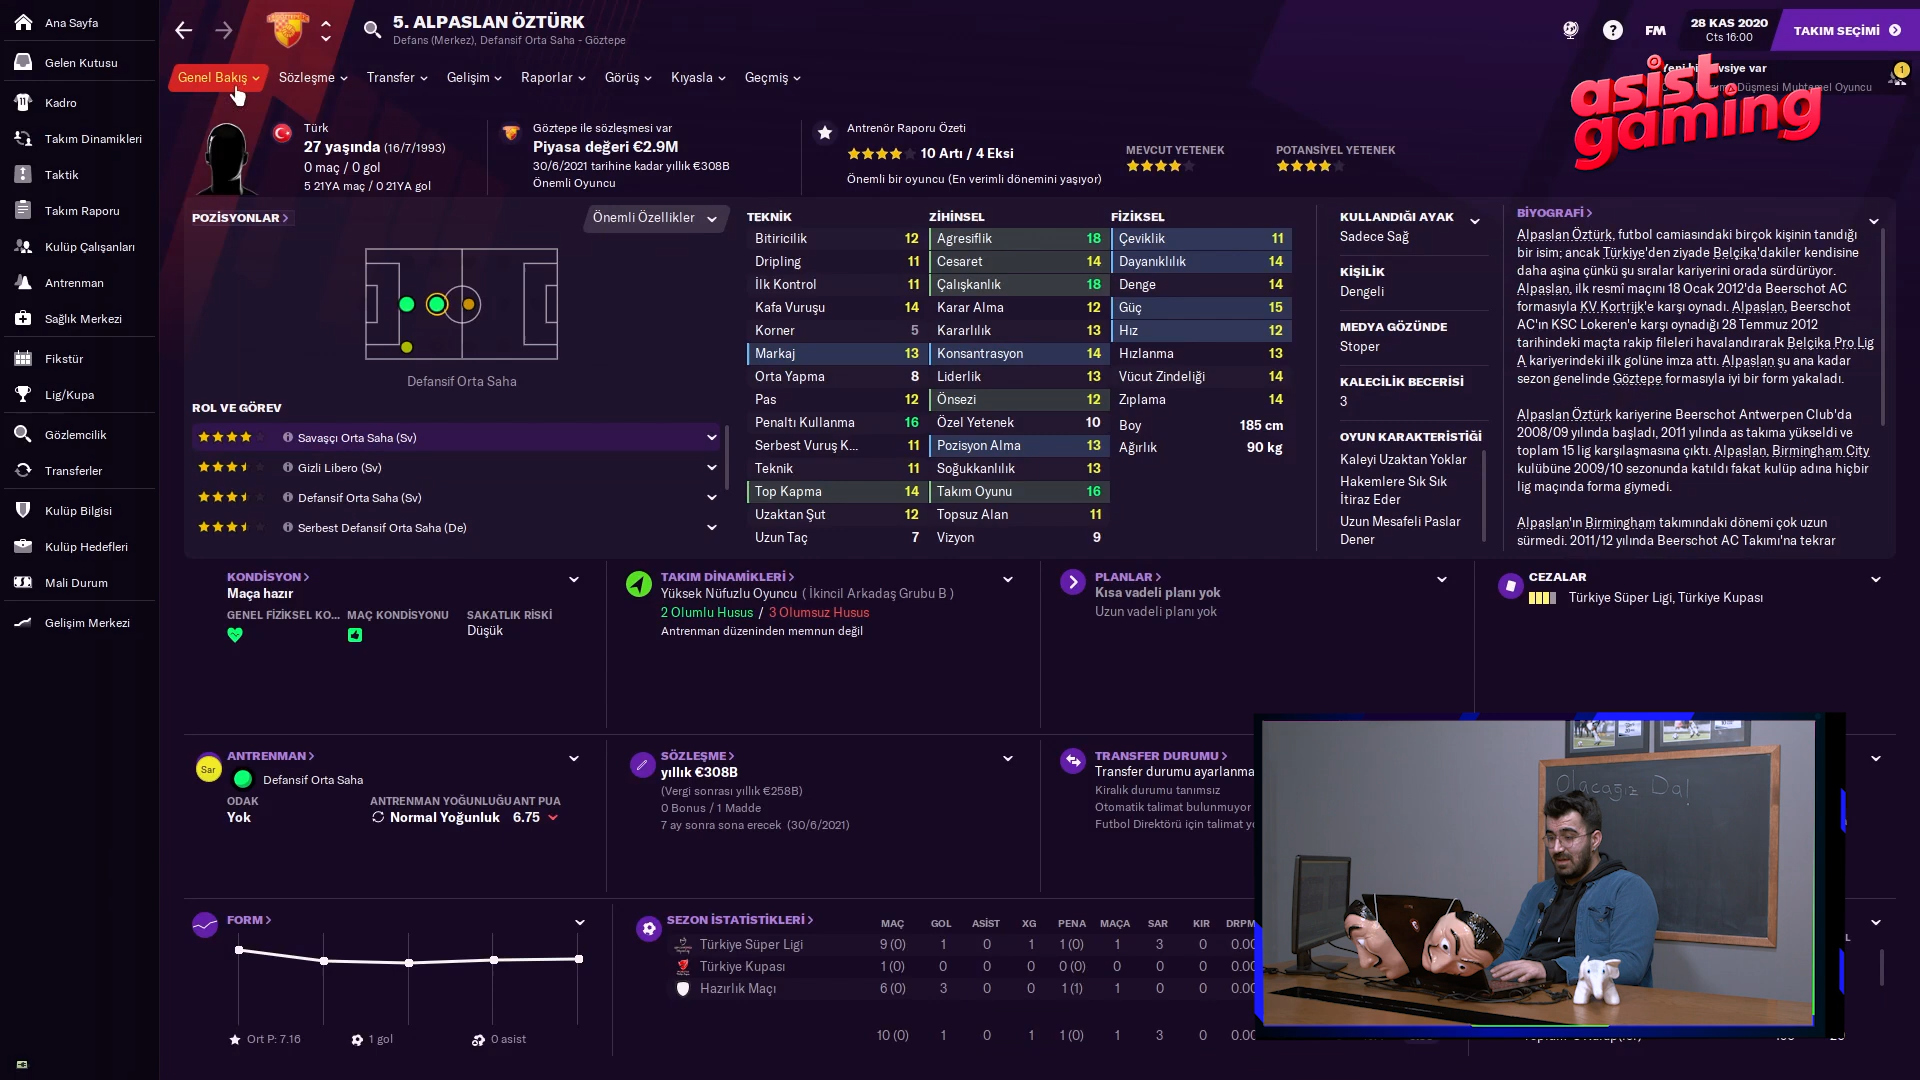 Ana Sayfa
Gelen Kutusu
Kadro
Takım Dinamikleri
Taktik
Takım Raporu
Kulüp Çalışanları
Antrenman
Sağlık Merkezi
Fikstür
Lig/Kupa
Gözlemcilik
Transferler
Kulüp Bilgisi
Kulüp Hedefleri
Mali Durum
Gelişim Merkezi
5. ALPASLAN ÖZTÜRK
Defans (Merkez), Defansif Orta Saha - Göztepe
FM
28 KAS 2020
Cts 16:00
TAKIM SEÇİMİ
1
asist
gaming
Genel Bakış
Sözleşme
Transfer
Gelişim
Raporlar
Görüş
Kıyasla
Geçmiş
Türk
27 yaşında (16/7/1993)
0 maç / 0 gol
5 21YA maç / 0 21YA gol
Göztepe ile sözleşmesi var
Piyasa değeri €2.9M
30/6/2021 tarihine kadar yıllık €308B
Önemli Oyuncu
Antrenör Raporu Özeti
10 Artı / 4 Eksi
Önemli bir oyuncu (En verimli dönemini yaşıyor)
MEVCUT YETENEK
POTANSİYEL YETENEK
POZİSYONLAR
Önemli Özellikler
Defansif Orta Saha
ROL VE GÖREV
Savaşçı Orta Saha (Sv)
Gizli Libero (Sv)
Defansif Orta Saha (Sv)
Serbest Defansif Orta Saha (De)
TEKNİK
Bitiricilik 12
Dripling 11
İlk Kontrol 11
Kafa Vuruşu 14
Korner 5
Markaj 13
Orta Yapma 8
Pas 12
Penaltı Kullanma 16
Serbest Vuruş K... 11
Teknik 11
Top Kapma 14
Uzaktan Şut 12
Uzun Taç 7
ZİHİNSEL
Agresiflik 18
Cesaret 14
Çalışkanlık 18
Karar Alma 12
Kararlılık 13
Konsantrasyon 14
Liderlik 13
Önsezi 12
Özel Yetenek 10
Pozisyon Alma 13
Soğukkanlılık 13
Takım Oyunu 16
Topsuz Alan 11
Vizyon 9
FİZİKSEL
Çeviklik 11
Dayanıklılık 14
Denge 14
Güç 15
Hız 12
Hızlanma 13
Vücut Zindeliği 14
Zıplama 14
Boy 185 cm
Ağırlık 90 kg
KULLANDIĞI AYAK
Sadece Sağ
KİŞİLİK
Dengeli
MEDYA GÖZÜNDE
Stoper
KALECİLİK BECERİSİ
3
OYUN KARAKTERİSTİĞİ
Kaleyi Uzaktan Yoklar
Hakemlere Sık Sık
İtiraz Eder
Uzun Mesafeli Paslar
Dener
BİYOGRAFİ
Alpaslan Öztürk, futbol camiasındaki birçok kişinin tanıdığı
bir isim; ancak Türkiye'den ziyade Belçika'dakiler kendisine
daha aşina çünkü şu sıralar kariyerini orada sürdürüyor.
Alpaslan, ilk resmî maçını 18 Ocak 2012'da Beerschot AC
formasıyla KV Kortrijk'e karşı oynadı. Alpaslan, Beerschot
AC'ın KSC Lokeren'e karşı oynadığı 28 Temmuz 2012
tarihindeki maçta rakip fileleri havalandırarak Belçika Pro Lig
A kariyerindeki ilk golüne imza attı. Alpaslan şu ana kadar
sezon genelinde Göztepe formasıyla iyi bir form yakaladı.
Alpaslan Öztürk kariyerine Beerschot Antwerpen Club'da
2008/09 yılında başladı, 2011 yılında as takıma yükseldi ve
toplam 15 lig karşılaşmasına çıktı. Alpaslan, Birmingham City
kulübüne 2009/10 sezonunda katıldı fakat kulüp adına hiçbir
lig maçında forma giymedi.
Alpaslan'ın Birmingham takımındaki dönemi çok uzun
sürmedi. 2011/12 yılında Beerschot AC Takımı'na tekrar
KONDİSYON
Maça hazır
GENEL FİZİKSEL KO... MAÇ KONDİSYONU SAKATLIK RİSKİ
Düşük
TAKIM DİNAMİKLERİ
Yüksek Nüfuzlu Oyuncu ( İkincil Arkadaş Grubu B )
2 Olumlu Husus / 3 Olumsuz Husus
Antrenman düzeninden memnun değil
PLANLAR
Kısa vadeli planı yok
Uzun vadeli planı yok
CEZALAR
Türkiye Süper Ligi, Türkiye Kupası
Sar
ANTRENMAN
Defansif Orta Saha
ODAK ANTRENMAN YOĞUNLUĞU ANT PUA
Yok Normal Yoğunluk 6.75
SÖZLEŞME
yıllık €308B
(Vergi sonrası yıllık €258B)
0 Bonus / 1 Madde
7 ay sonra sona erecek (30/6/2021)
TRANSFER DURUMU
Transfer durumu ayarlanma
Kiralık durumu tanımsız
Otomatik talimat bulunmuyor
Futbol Direktörü için talimat
Olacağız Da!
FORM
Ort P: 7.16 1 gol 0 asist
SEZON İSTATİSTİKLERİ MAÇ GOL ASİST XG PENA MAÇA SAR KIR DRPM
Türkiye Süper Ligi 9 (0) 1 0 1 1 (0) 1 3 0 0.00
Türkiye Kupası 1 (0) 0 0 0 0 (0) 0 0 0 0.00
Hazırlık Maçı 6 (0) 3 0 0 1 (1) 1 0 0 0.00
10 (0) 1 0 1 1 (0) 1 3 0 0.00